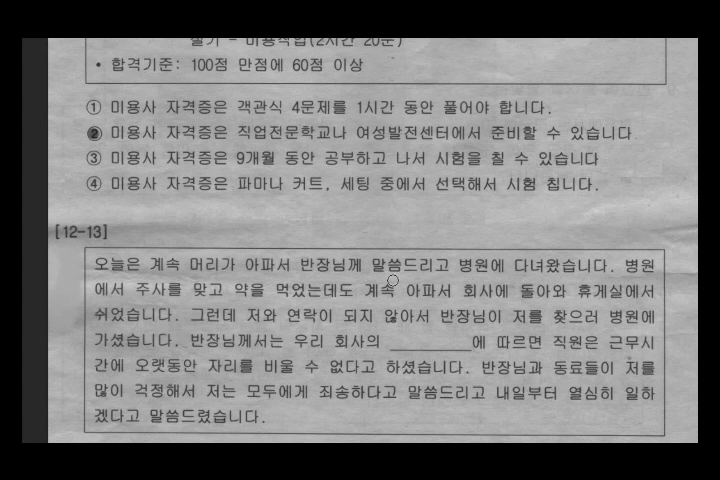 실기 - 미용작업(2시간 20분)
• 합격기준: 100점 만점에 60점 이상
① 미용사 자격증은 객관식 4문제를 1시간 동안 풀어야 합니다.
② 미용사 자격증은 직업전문학교나 여성발전센터에서 준비할 수 있습니다
③ 미용사 자격증은 9개월 동안 공부하고 나서 시험을 칠 수 있습니다
④ 미용사 자격증은 파마나 커트, 세팅 중에서 선택해서 시험 칩니다.
[12-13]
오늘은 계속 머리가 아파서 반장님께 말씀드리고 병원에 다녀왔습니다. 병원
에서 주사를 맞고 약을 먹었는데도 계속 아파서 회사에 돌아와 휴게실에서
쉬었습니다. 그런데 저와 연락이 되지 않아서 반장님이 저를 찾으러 병원에
가셨습니다. 반장님께서는 우리 회사의 _________에 따르면 직원은 근무시
간에 오랫동안 자리를 비울 수 없다고 하셨습니다. 반장님과 동료들이 저를
많이 걱정해서 저는 모두에게 죄송하다고 말씀드리고 내일부터 열심히 일하
겠다고 말씀드렸습니다.